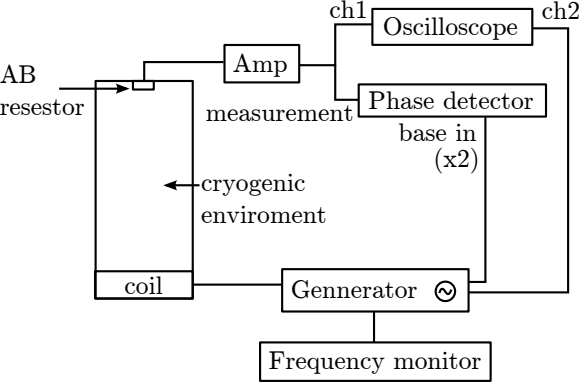 ch1
ch2
Oscilloscope
Amp
AB
resestor
Phase detector
measurement
base in
(x2)
cryogenic
enviroment
coil
Gennerator
Frequency monitor